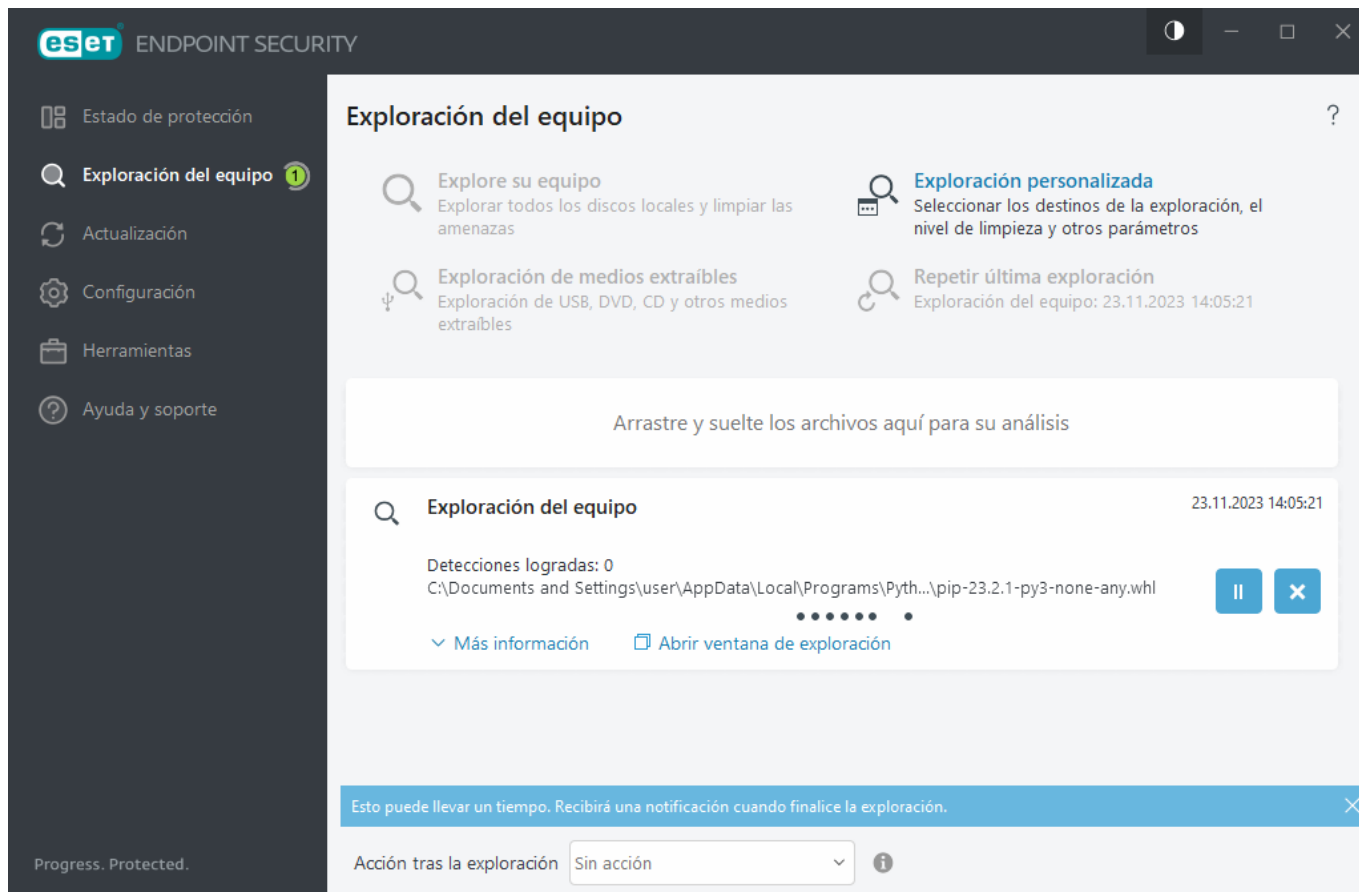 eset ENDPOINT SECURITY
Estado de protección
Exploración del equipo 1
Actualización
Configuración
Herramientas
Ayuda y soporte
Progress. Protected.
Exploración del equipo
?
Explore su equipo
Explorar todos los discos locales y limpiar las
amenazas
Exploración personalizada
Seleccionar los destinos de la exploración, el
nivel de limpieza y otros parámetros
Exploración de medios extraíbles
Exploración de USB, DVD, CD y otros medios
extraíbles
Repetir última exploración
Exploración del equipo: 23.11.2023 14:05:21
Arrastre y suelte los archivos aquí para su análisis
Exploración del equipo
23.11.2023 14:05:21
Detecciones logradas: 0
C:\Documents and Settings\user\AppData\Local\Programs\Pyth...\pip-23.2.1-py3-none-any.whl
Más información
Abrir ventana de exploración
Esto puede llevar un tiempo. Recibirá una notificación cuando finalice la exploración.
Acción tras la exploración Sin acción